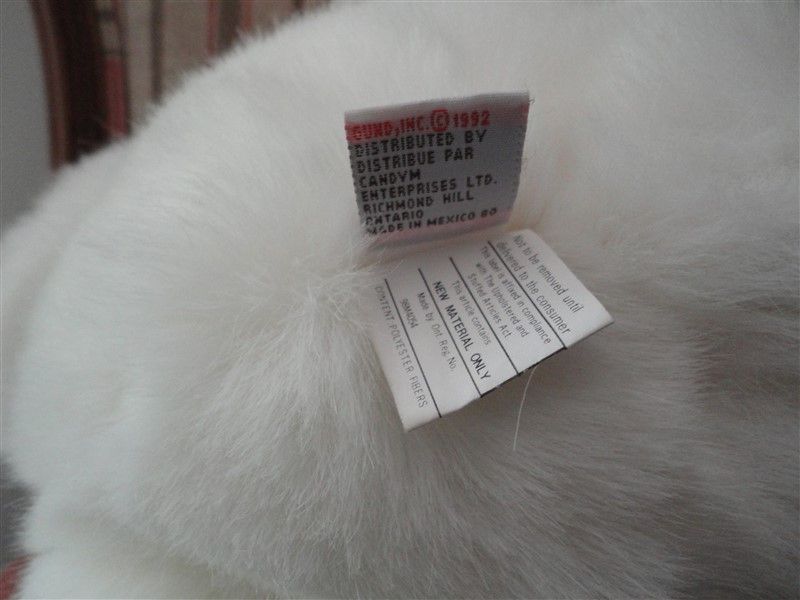 GUND, INC. © 1992
DISTRIBUTED BY
DISTRIBUE PAR
CANDYM
ENTERPRISES LTD.
RICHMOND HILL
ONTARIO
MADE IN MEXICO 60
Not to be removed until
delivered to the consumer
This label is affixed in compliance
with The Upholstered and
Stuffed Articles Act
This article contains
NEW MATERIAL ONLY
Made by Ont. Reg No.
98M4054
CONTENT POLYESTER FIBERS